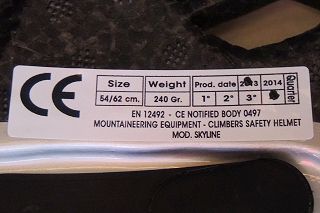 CE
Size Weight Prod. date 2013 2014 Quarter
54/62 cm. 240 Gr. 1° 2° 3°
EN 12492 - CE NOTIFIED BODY 0497
MOUNTAINEERING EQUIPMENT - CLIMBERS SAFETY HELMET
MOD. SKYLINE